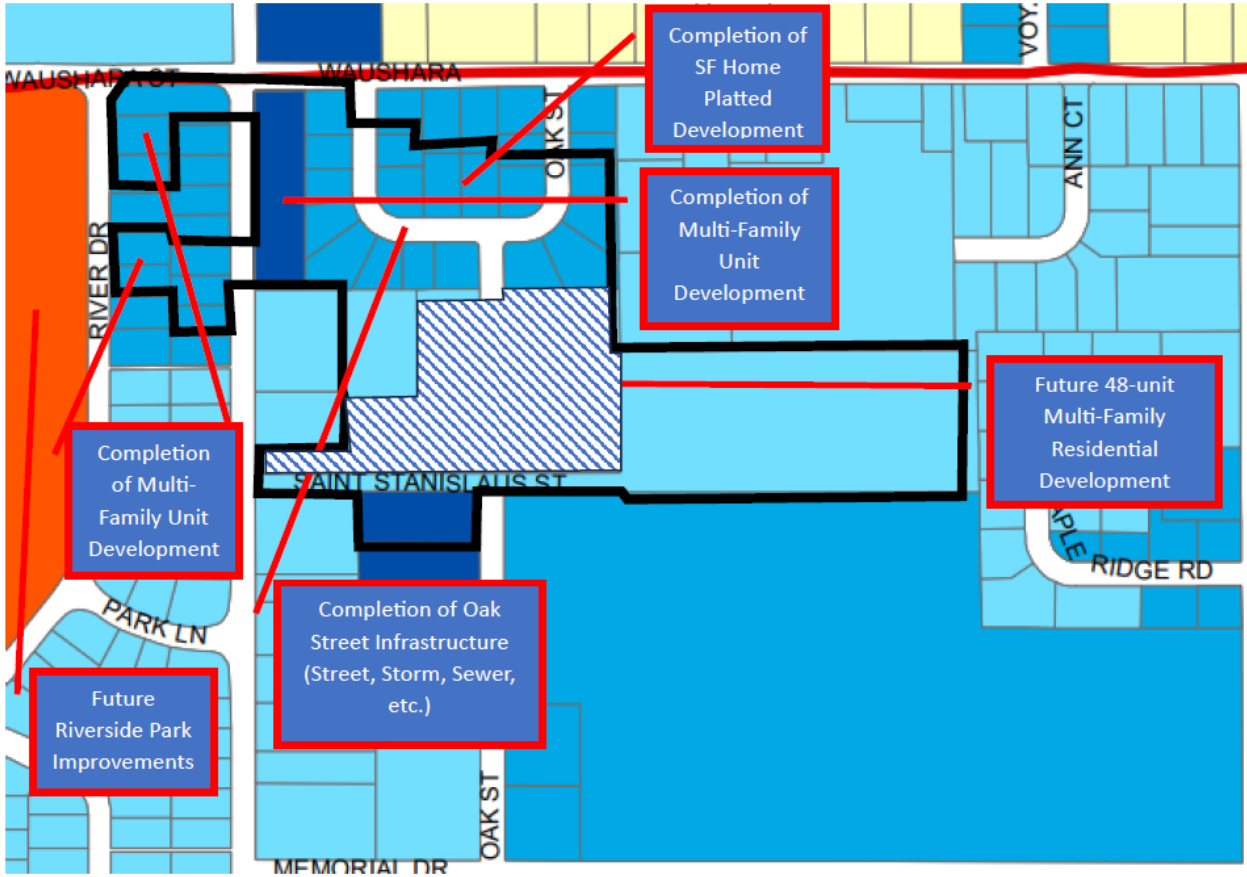 VOYA
Completion of
SF Home
Platted
Development
WAUSHARA ST
WAUSHARA
OAK ST
ANN CT
Completion of
Multi-Family
Unit
Development
RIVER DR
Future 48-unit
Multi-Family
Residential
Development
Completion
of Multi-
Family Unit
Development
SAINT STANISLAUS ST
APLE RIDGE RD
PARK LN
Completion of Oak
Street Infrastructure
(Street, Storm, Sewer,
etc.)
Future
Riverside Park
Improvements
OAK ST
MEMORIAL DR